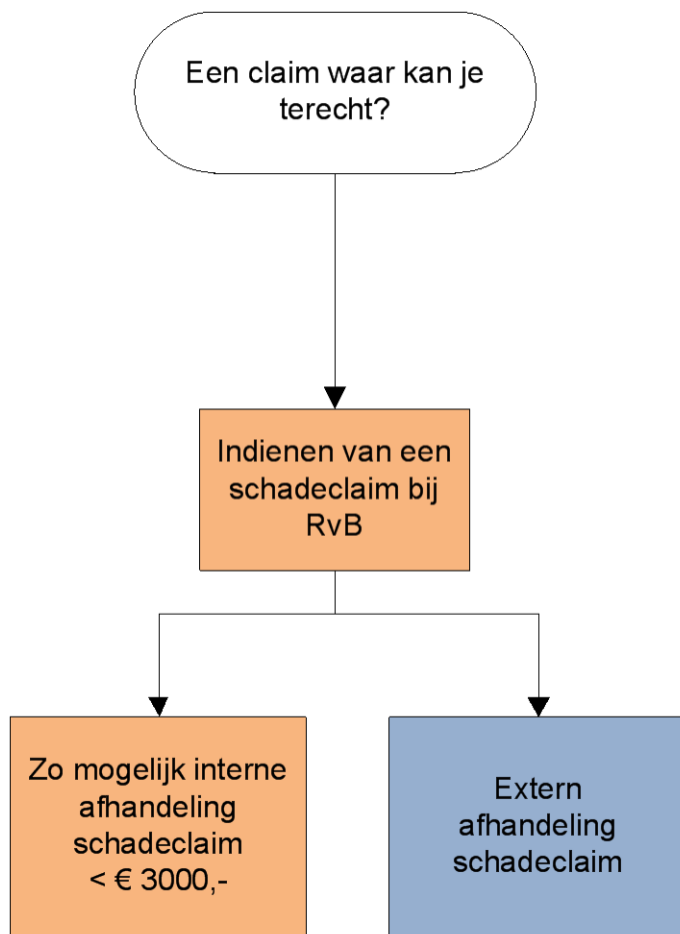 Een claim waar kan je
terecht?
Indienen van een
schadeclaim bij
RvB
Zo mogelijk interne
afhandeling
schadeclaim
< € 3000,-
Extern
afhandeling
schadeclaim